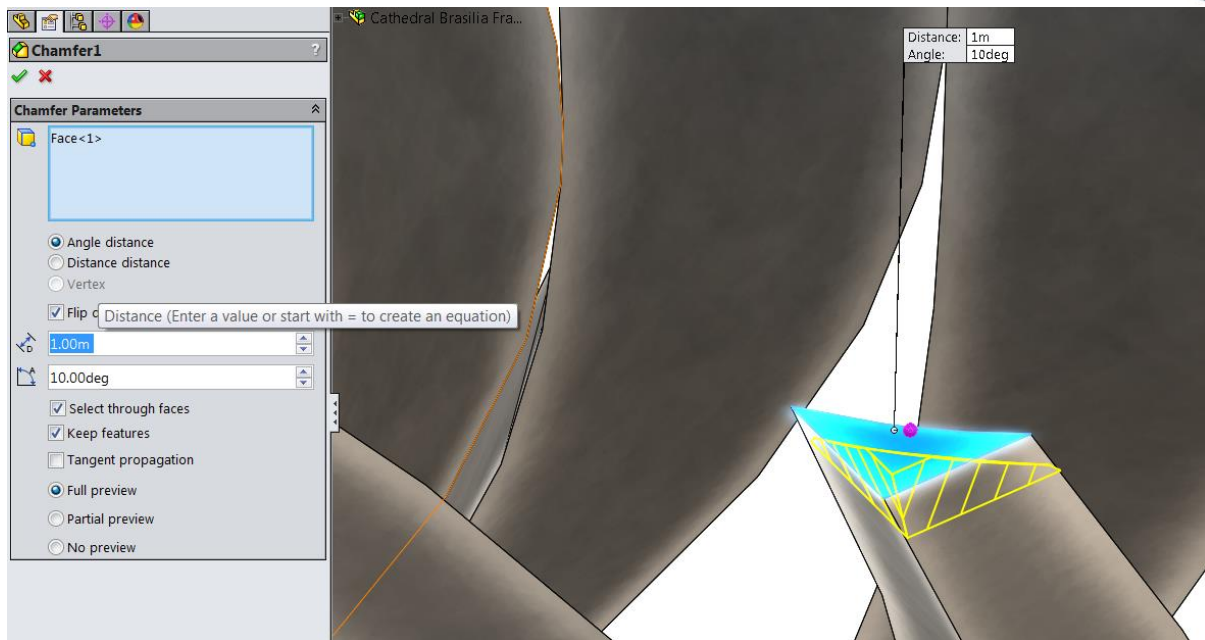 Cathedral Brasilia Fra...
Chamfer1
?
Distance: 1m
Angle: 10deg
Chamfer Parameters
Face<1>
Angle distance
Distance distance
Vertex
Flip d
Distance (Enter a value or start with = to create an equation)
D
1.00m
A
10.00deg
Select through faces
Keep features
Tangent propagation
Full preview
Partial preview
No preview